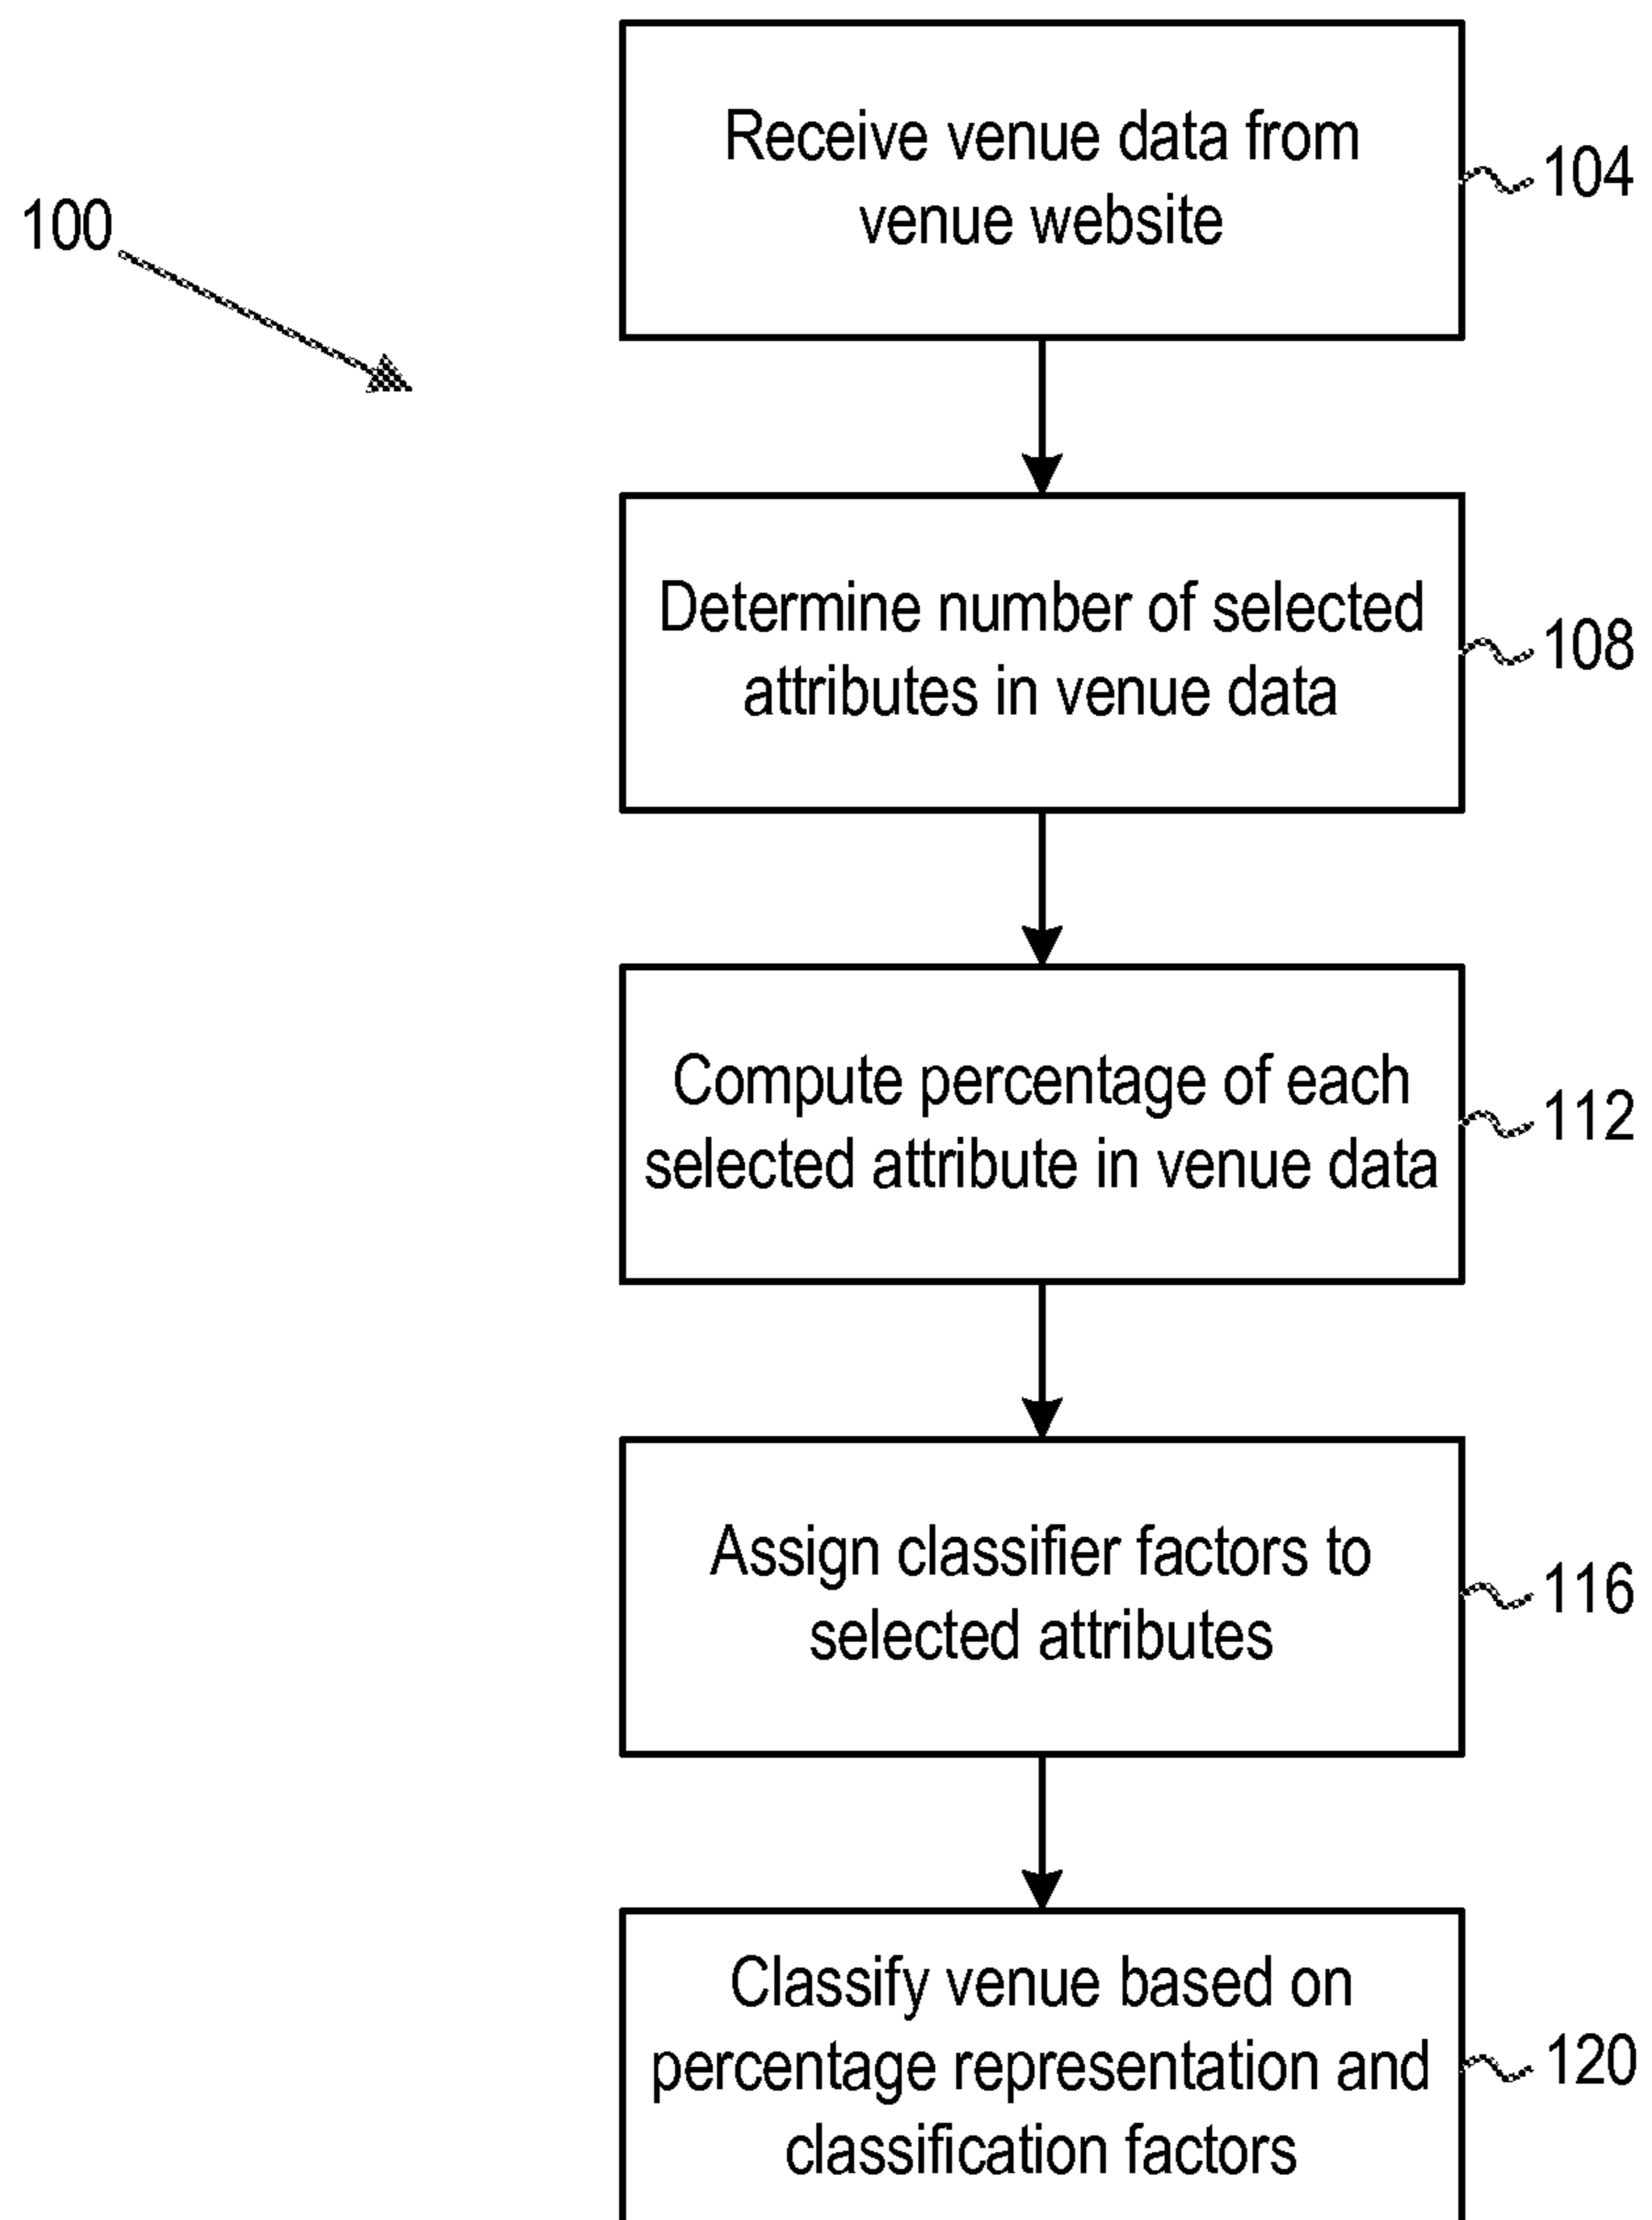 100
Receive venue data from
venue website
104
Determine number of selected
attributes in venue data
108
Compute percentage of each
selected attribute in venue data
112
Assign classifier factors to
selected attributes
116
Classify venue based on
percentage representation and
classification factors
120